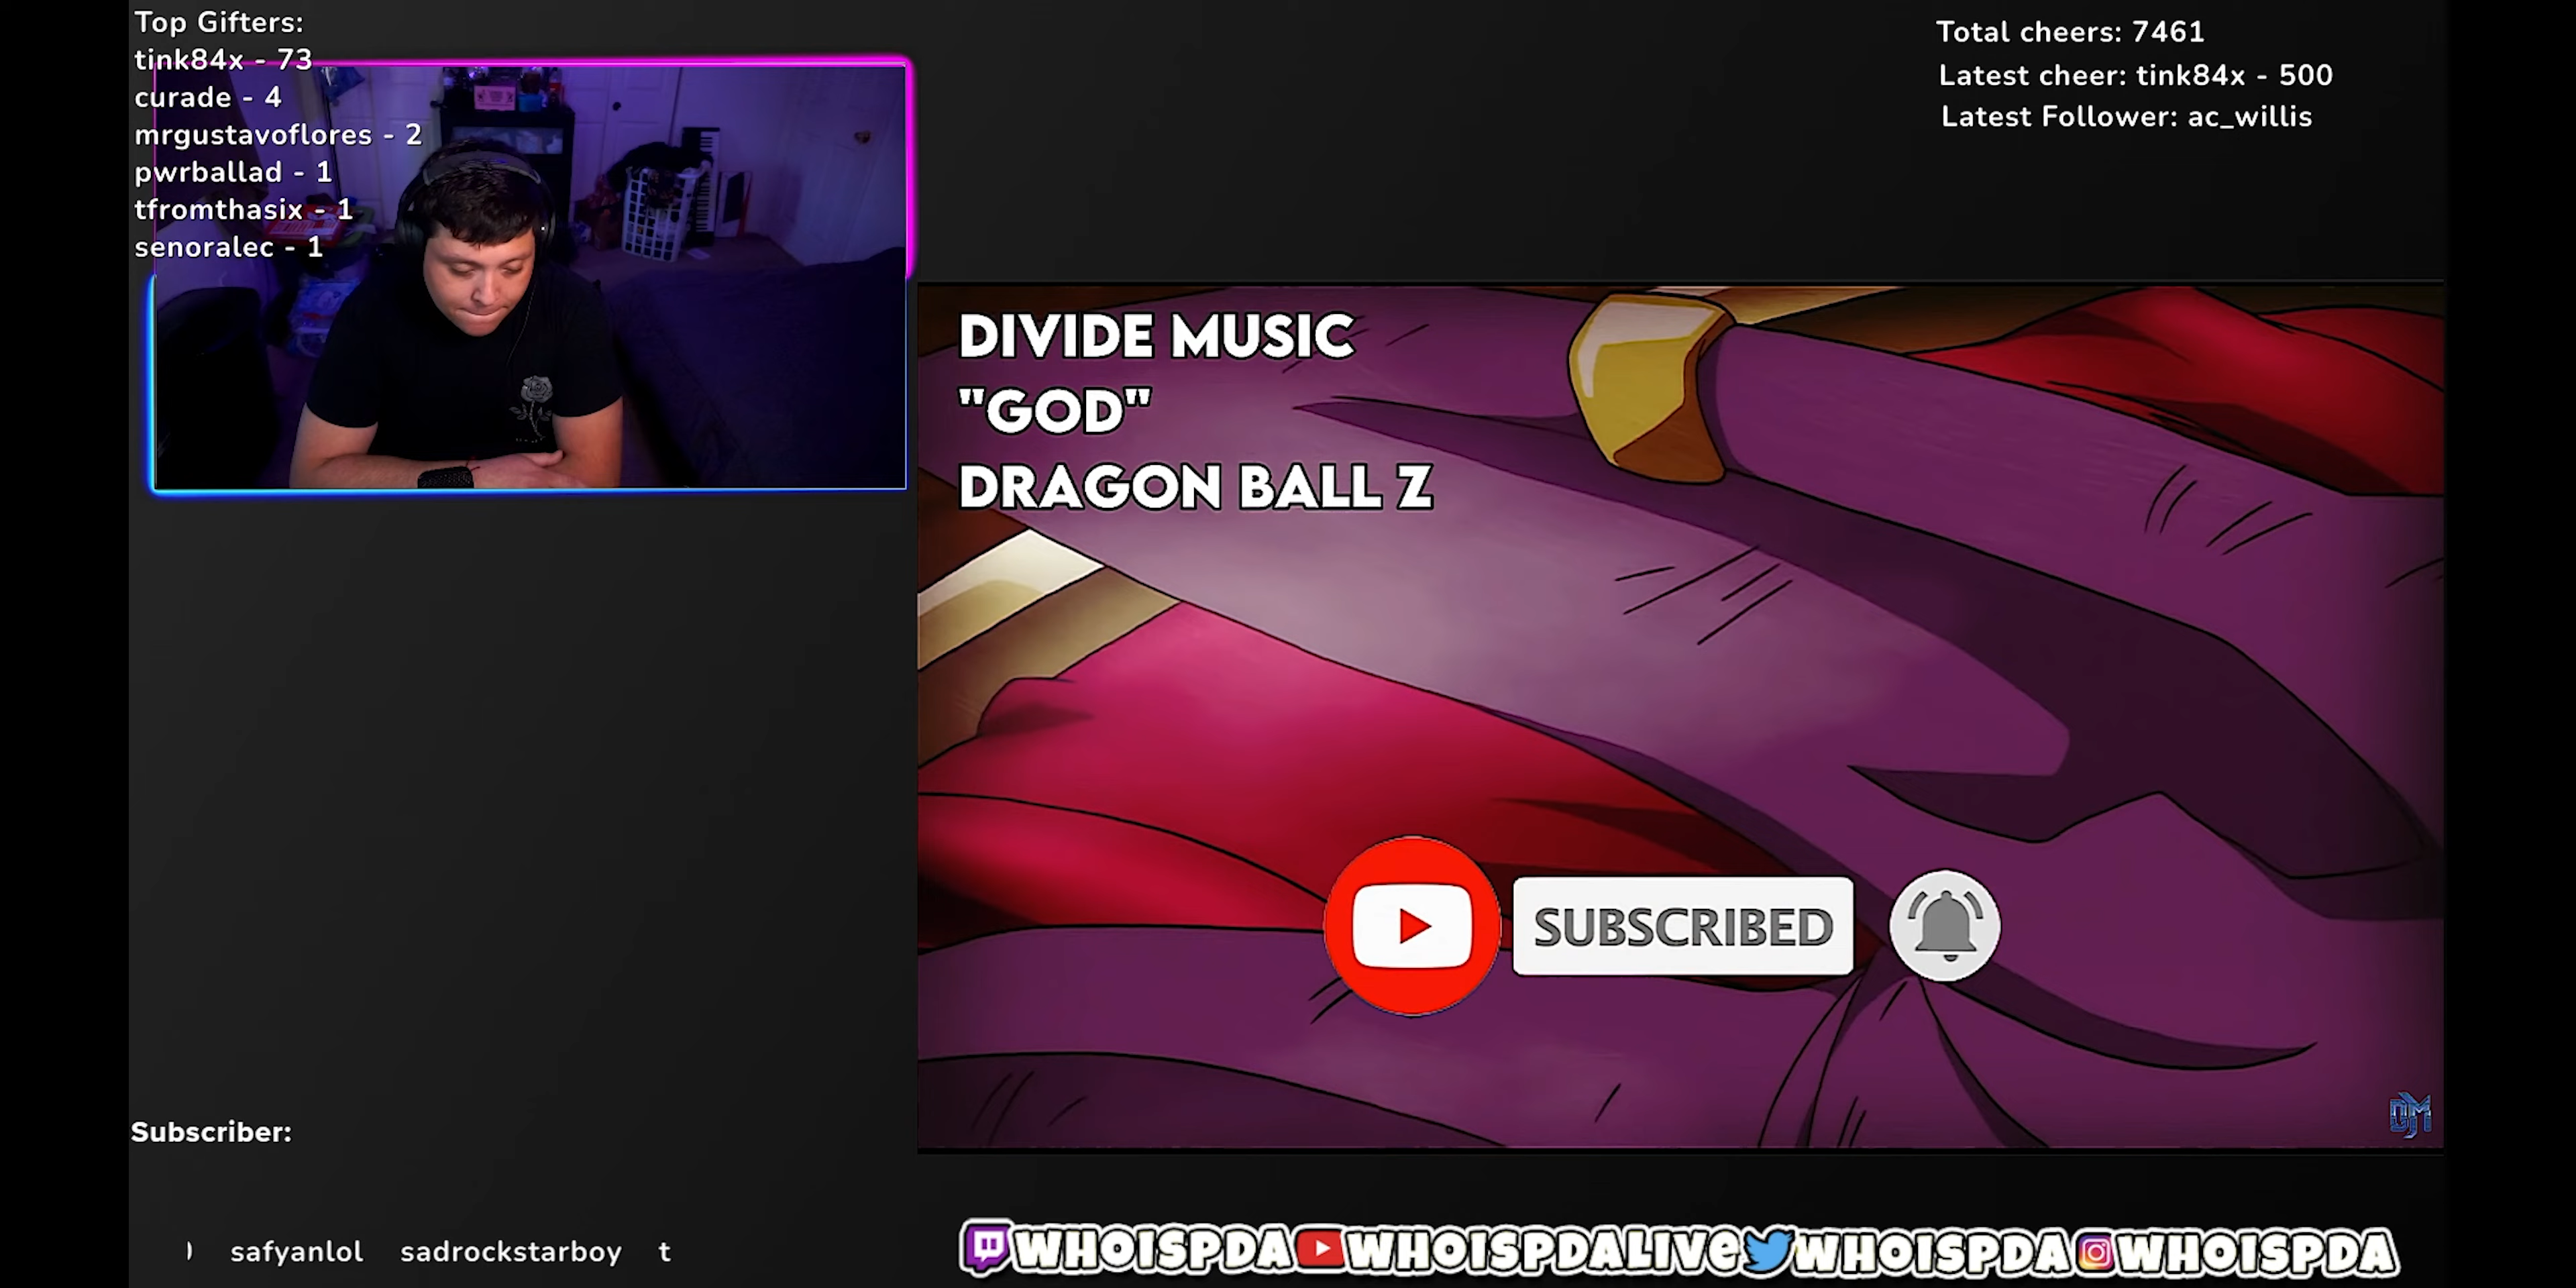 Top Gifters:
tink84x - 73
curade - 4
mrgustavoflores - 2
pwrballad - 1
tfromthasix - 1
senoralec - 1
Total cheers: 7461
Latest cheer: tink84x - 500
Latest Follower: ac_willis
DIVIDE MUSIC
"GOD"
DRAGON BALL Z
SUBSCRIBED
DM
Subscriber:
safyanlol sadrockstarboy t
WHOISPDA WHOISPDALIVE WHOISPDA WHOISPDA